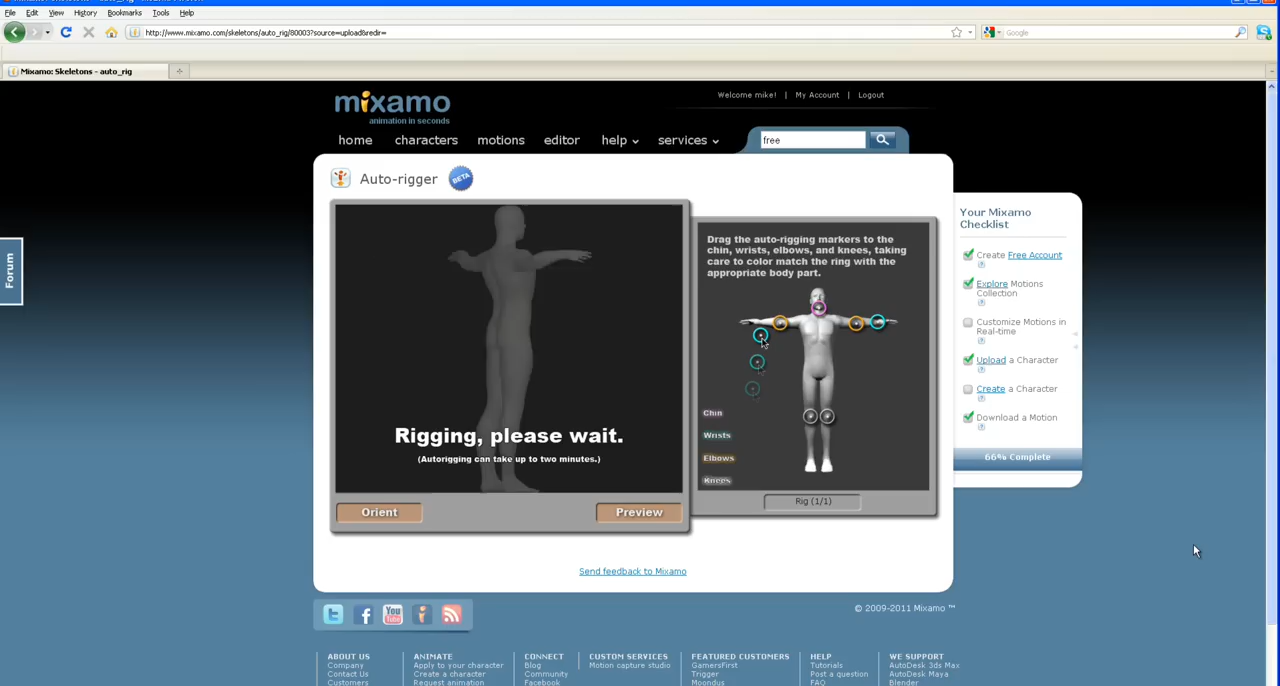 File Edit View History Bookmarks Tools Help
http://www.mixamo.com/skeletons/auto_rig/80003?source=upload&redir=
Google
Mixamo: Skeletons - auto_rig
mixamo
animation in seconds
Welcome mike! | My Account | Logout
home characters motions editor help services
free
Auto-rigger BETA
Forum
Rigging, please wait.
(Autorigging can take up to two minutes.)
Orient Preview
Drag the auto-rigging markers to the
chin, wrists, elbows, and knees, taking
care to color match the ring with the
appropriate body part.
Chin
Wrists
Elbows
Knees
Rig (1/1)
Your Mixamo
Checklist
Create Free Account
Explore Motions
Collection
Customize Motions in
Real-time
Upload a Character
Create a Character
Download a Motion
66% Complete
Send feedback to Mixamo
You
Tube
© 2009-2011 Mixamo ™
ABOUT US
Company
Contact Us
Customers
ANIMATE
Apply to your character
Create a character
Request animation
CONNECT
Blog
Community
Facebook
CUSTOM SERVICES
Motion capture studio
FEATURED CUSTOMERS
GamersFirst
Trigger
Moondus
HELP
Tutorials
Post a question
FAQ
WE SUPPORT
AutoDesk 3ds Max
AutoDesk Maya
Blender